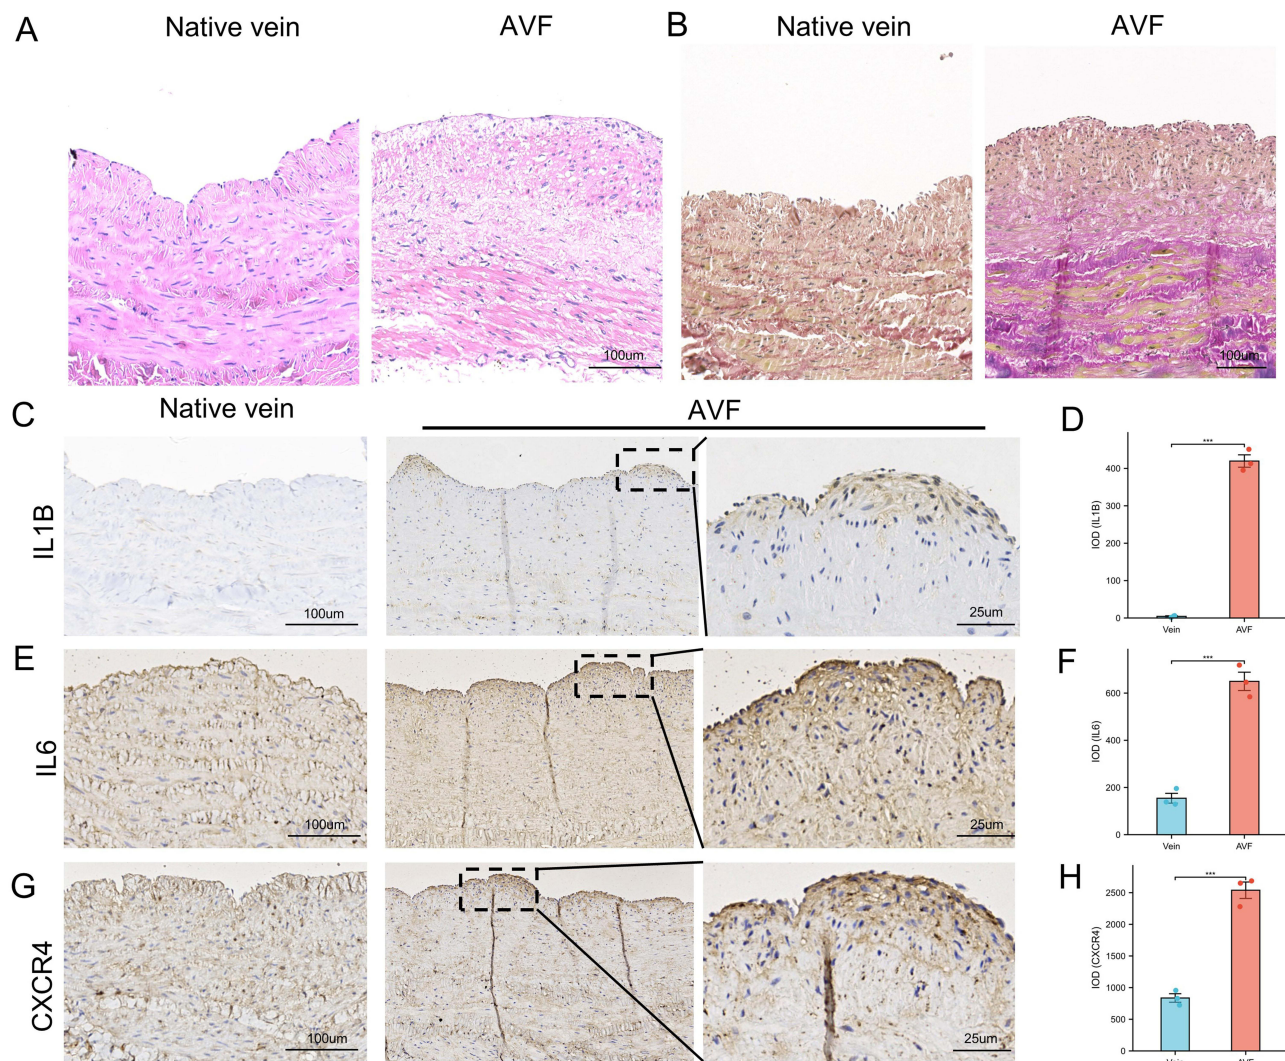 A
Native vein
AVF
100um
B
Native vein
AVF
100um
C
Native vein
AVF
IL1B
100um
25um
D
***
IOD (IL1B)
400
300
200
100
0
Vein
AVF
E
IL6
100um
25um
F
***
IOD (IL6)
600
400
200
0
Vein
AVF
G
CXCR4
100um
25um
H
***
IOD (CXCR4)
2500
2000
1500
1000
500
0
Vein
AVF